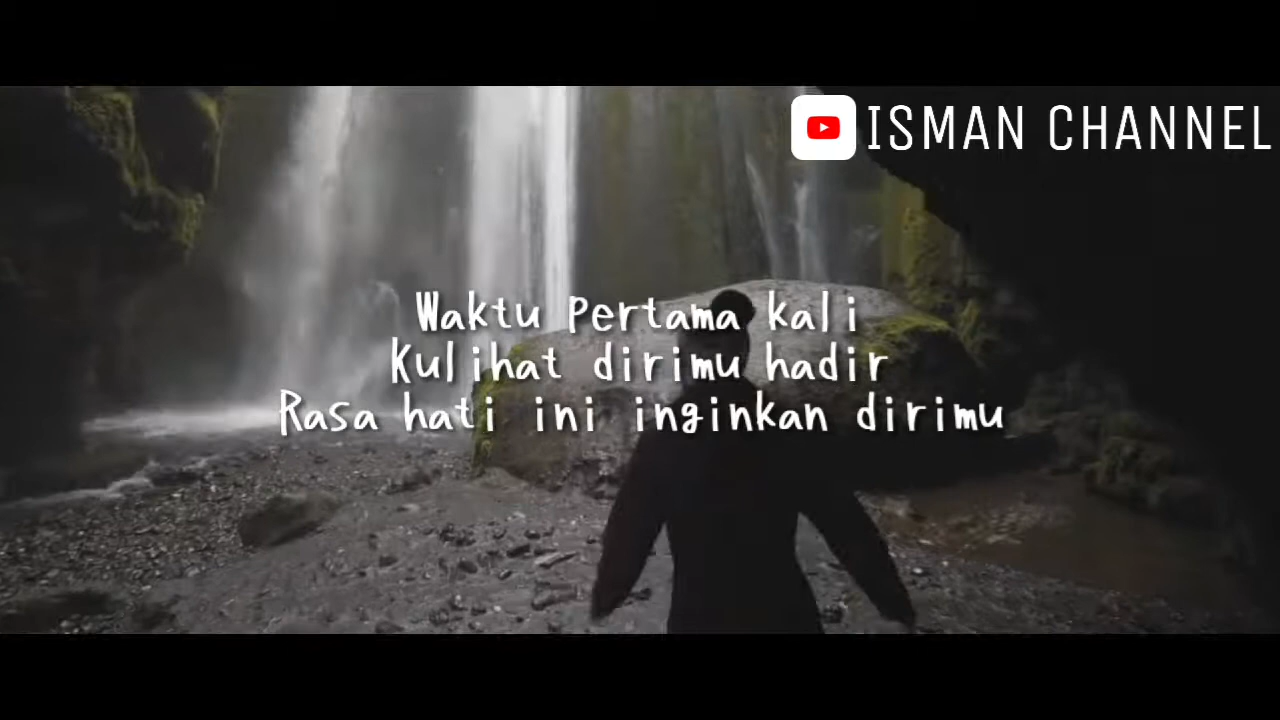 ISMAN CHANNEL
Waktu Pertama kali
Kulihat dirimu hadir
Rasa hati ini inginkan dirimu